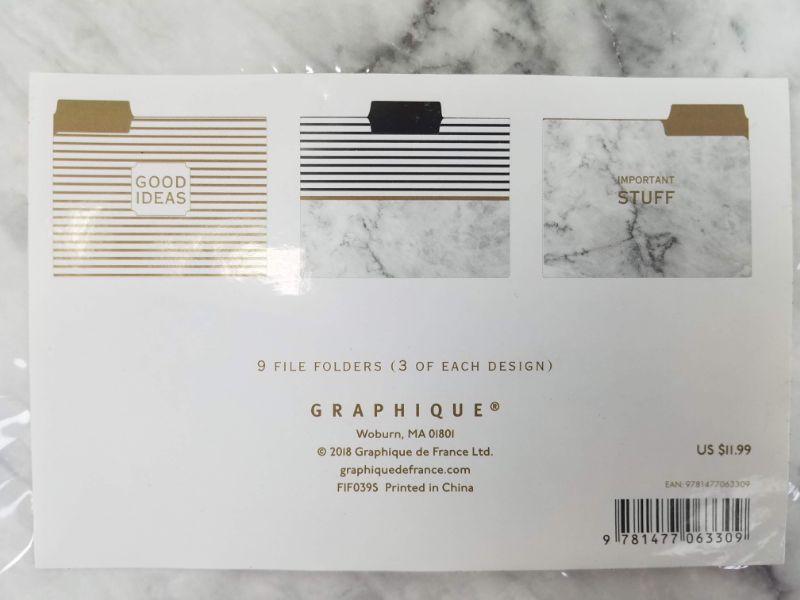 GOOD
IDEAS
IMPORTANT
STUFF
9 FILE FOLDERS (3 OF EACH DESIGN)
GRAPHIQUE®
Woburn, MA 01801
© 2018 Graphique de France Ltd.
graphiquedefrance.com
FIF039S Printed in China
US $11.99
EAN: 9781477063309
9 781477 063309